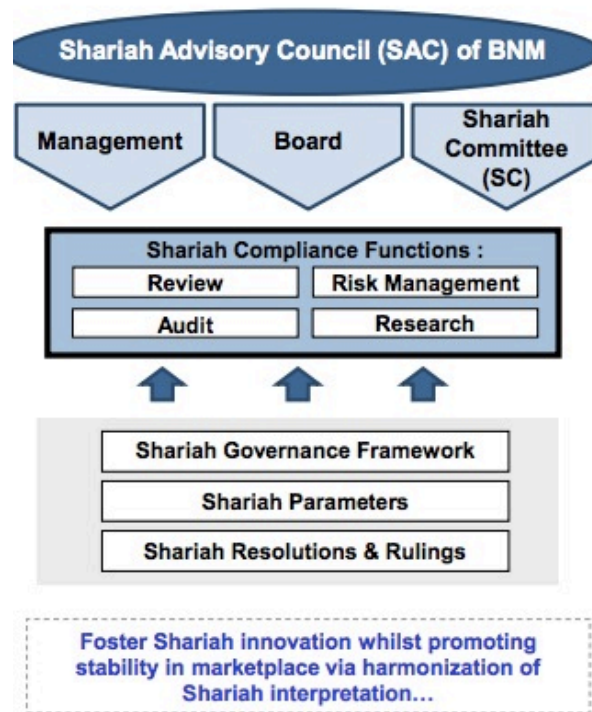 Shariah Advisory Council (SAC) of BNM
Management
Board
Shariah
Committee
(SC)
Shariah Compliance Functions :
Review
Risk Management
Audit
Research
Shariah Governance Framework
Shariah Parameters
Shariah Resolutions & Rulings
Foster Shariah innovation whilst promoting
stability in marketplace via harmonization of
Shariah interpretation...